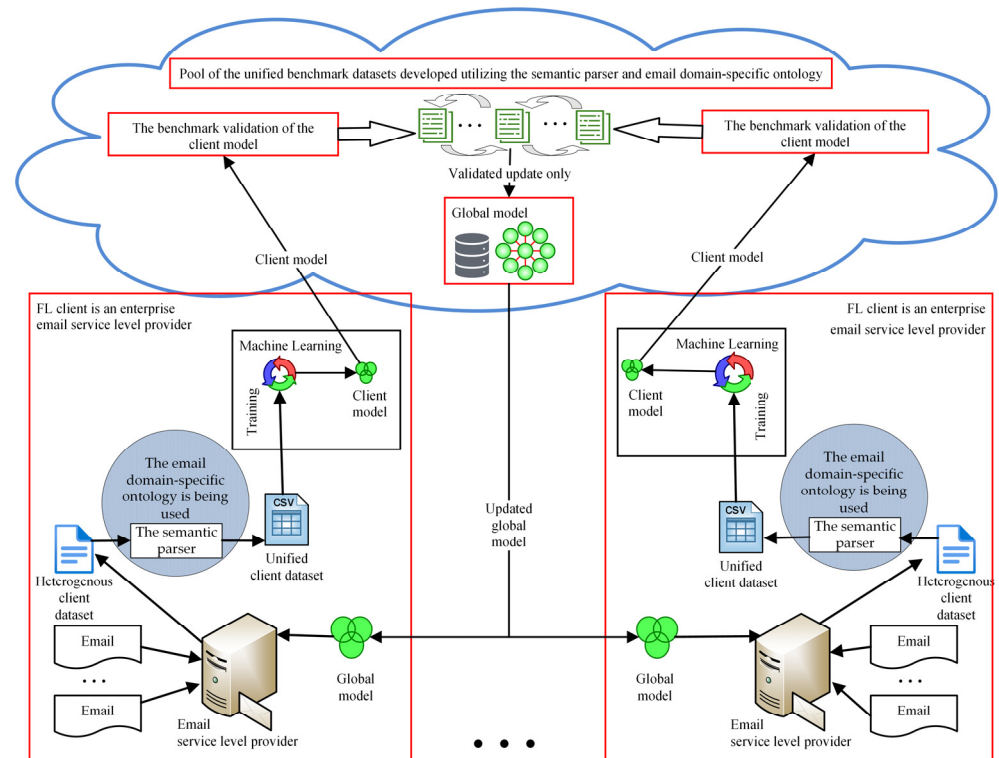 Pool of the unified benchmark datasets developed utilizing the semantic parser and email domain-specific ontology
The benchmark validation of the
client model
...
...
The benchmark validation of the
client model
Validated update only
Global model
Client model
Client model
FL client is an enterprise
email service level provider
Machine Learning
Training
Client
model
The email
domain-specific
ontology is being
used
The semantic
parser
CSV
Unified
client dataset
Heterogenous
client
dataset
Email
...
Email
Email
service level provider
Global
model
Updated
global
model
...
FL client is an enterprise
email service level provider
Machine Learning
Training
Client
model
The email
domain-specific
ontology is being
used
The semantic
parser
CSV
Unified
client dataset
Heterogenous
client
dataset
Email
...
Email
Email
service level provider
Global
model